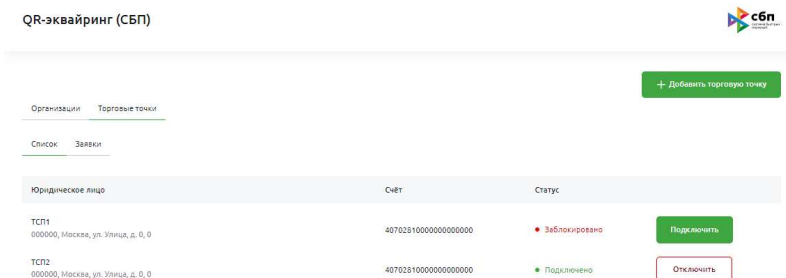 QR-эквайринг (СБП)
сбп
+ Добавить торговую точку
Организации Торговые точки
Список Заявки
Юридическое лицо Счёт Статус
ТСП1
000000, Москва, ул. Улица, д. 0, 0 40702810000000000000 Заблокировано Подключить
ТСП2
000000, Москва, ул. Улица, д. 0, 0 40702810000000000000 Подключено Отключить